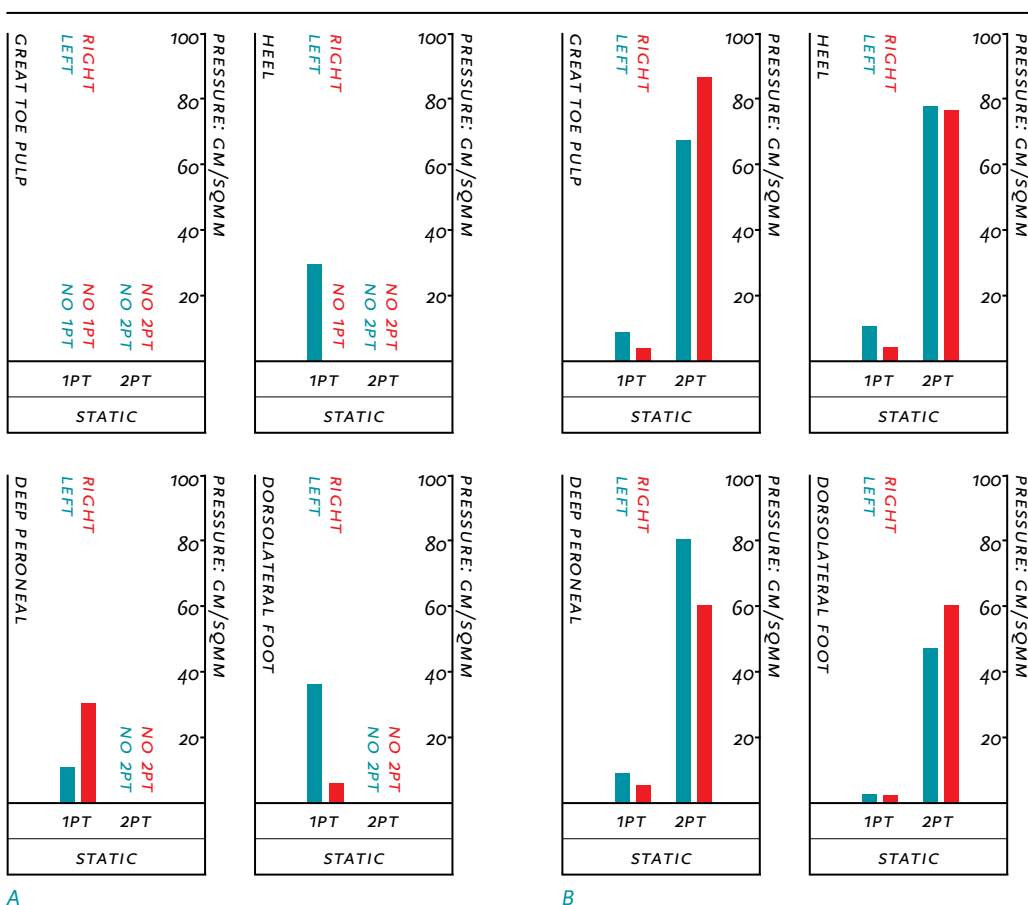 GREAT TOE PULP
LEFT
RIGHT
100
80
60
40
20
PRESSURE: GM/SQMM
NO 1PT
NO 1PT
NO 2PT
NO 2PT
1PT 2PT
STATIC
HEEL
LEFT
RIGHT
100
80
60
40
20
PRESSURE: GM/SQMM
NO 1PT
NO 2PT
NO 2PT
1PT 2PT
STATIC
GREAT TOE PULP
LEFT
RIGHT
100
80
60
40
20
PRESSURE: GM/SQMM
1PT 2PT
STATIC
HEEL
LEFT
RIGHT
100
80
60
40
20
PRESSURE: GM/SQMM
1PT 2PT
STATIC
DEEP PERONEAL
LEFT
RIGHT
100
80
60
40
20
PRESSURE: GM/SQMM
NO 2PT
NO 2PT
1PT 2PT
STATIC
DORSOLATERAL FOOT
LEFT
RIGHT
100
80
60
40
20
PRESSURE: GM/SQMM
NO 2PT
NO 2PT
1PT 2PT
STATIC
DEEP PERONEAL
LEFT
RIGHT
100
80
60
40
20
PRESSURE: GM/SQMM
1PT 2PT
STATIC
DORSOLATERAL FOOT
LEFT
RIGHT
100
80
60
40
20
PRESSURE: GM/SQMM
1PT 2PT
STATIC
A
B